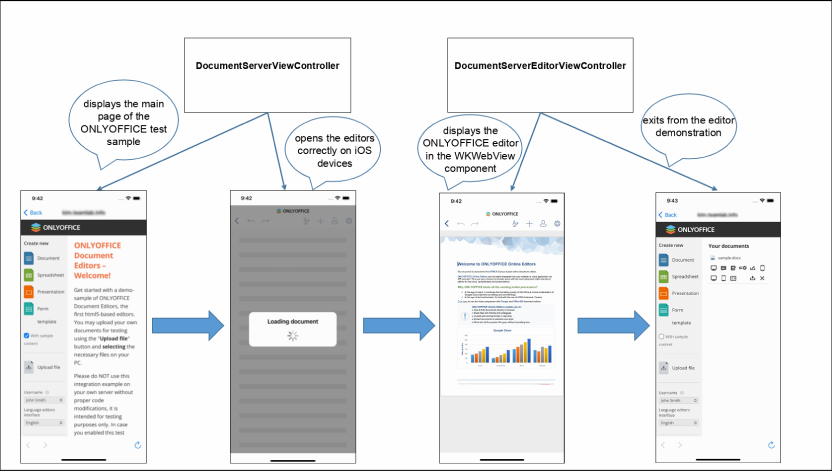 DocumentServerViewController
DocumentServerEditorViewController
displays the main
page of the
ONLYOFFICE test
sample
opens the editors
correctly on iOS
devices
displays the
ONLYOFFICE editor
in the WKWebView
component
exits from the editor
demonstration
9:42
Back
ONLYOFFICE
Create new
Document
Spreadsheet
Presentation
Form
template
With sample
content
Upload file
Username
John Smith
Language editors
interface
English
ONLYOFFICE
Document
Editors –
Welcome!
Get started with a demo-
sample of ONLYOFFICE
Document Editors, the
first html5-based editors.
You may upload your own
documents for testing
using the "Upload file"
button and selecting the
necessary files on your
PC.
Please do NOT use this
integration example on
your own server without
proper code
modifications, it is
intended for testing
purposes only. In case
you enabled this test
9:42
ONLYOFFICE
Loading document
9:42
ONLYOFFICE
Welcome to ONLYOFFICE Online Editors
9:43
Back
ONLYOFFICE
Create new
Document
Spreadsheet
Presentation
Form
template
With sample
content
Upload file
Username
John Smith
Language editors
interface
English
Your documents
sample.docx